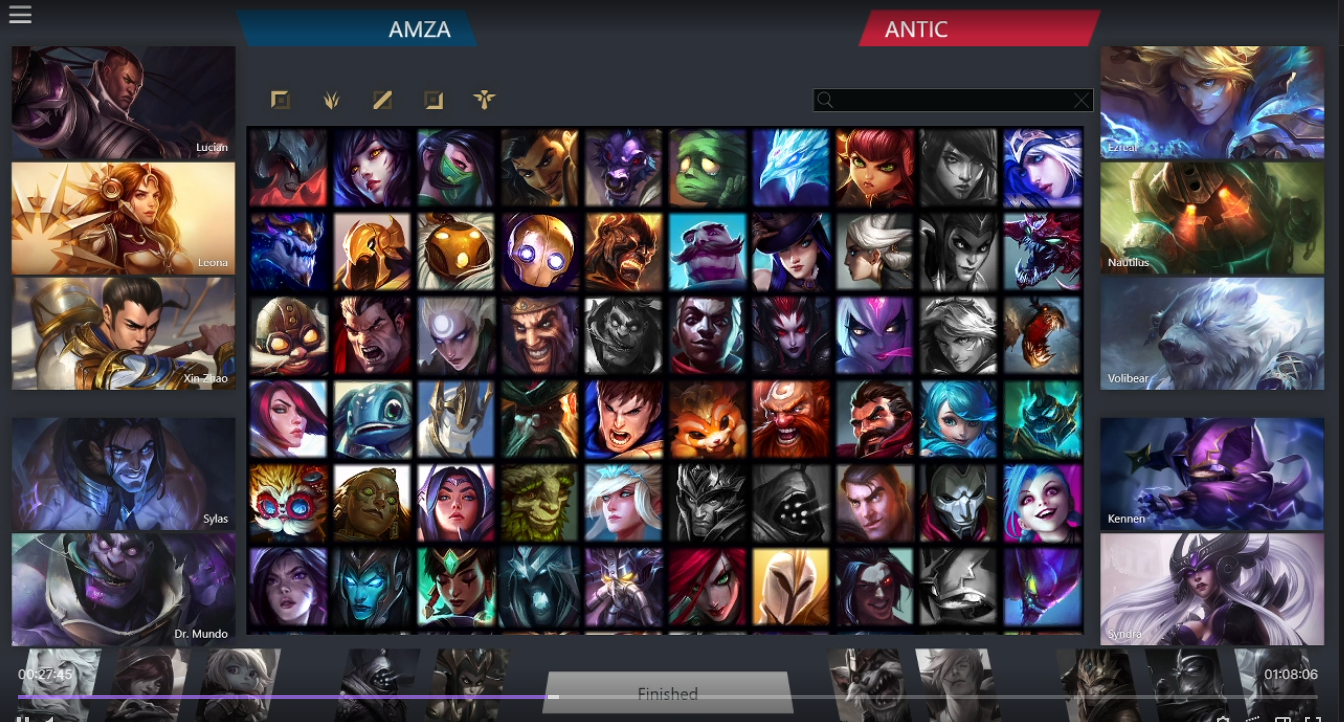 AMZA
ANTIC
Lucian
Leona
Xin Zhao
Sylas
Dr. Mundo
Ezreal
Nautilus
Volibear
Kennen
Syndra
00:27:45
Finished
01:08:06